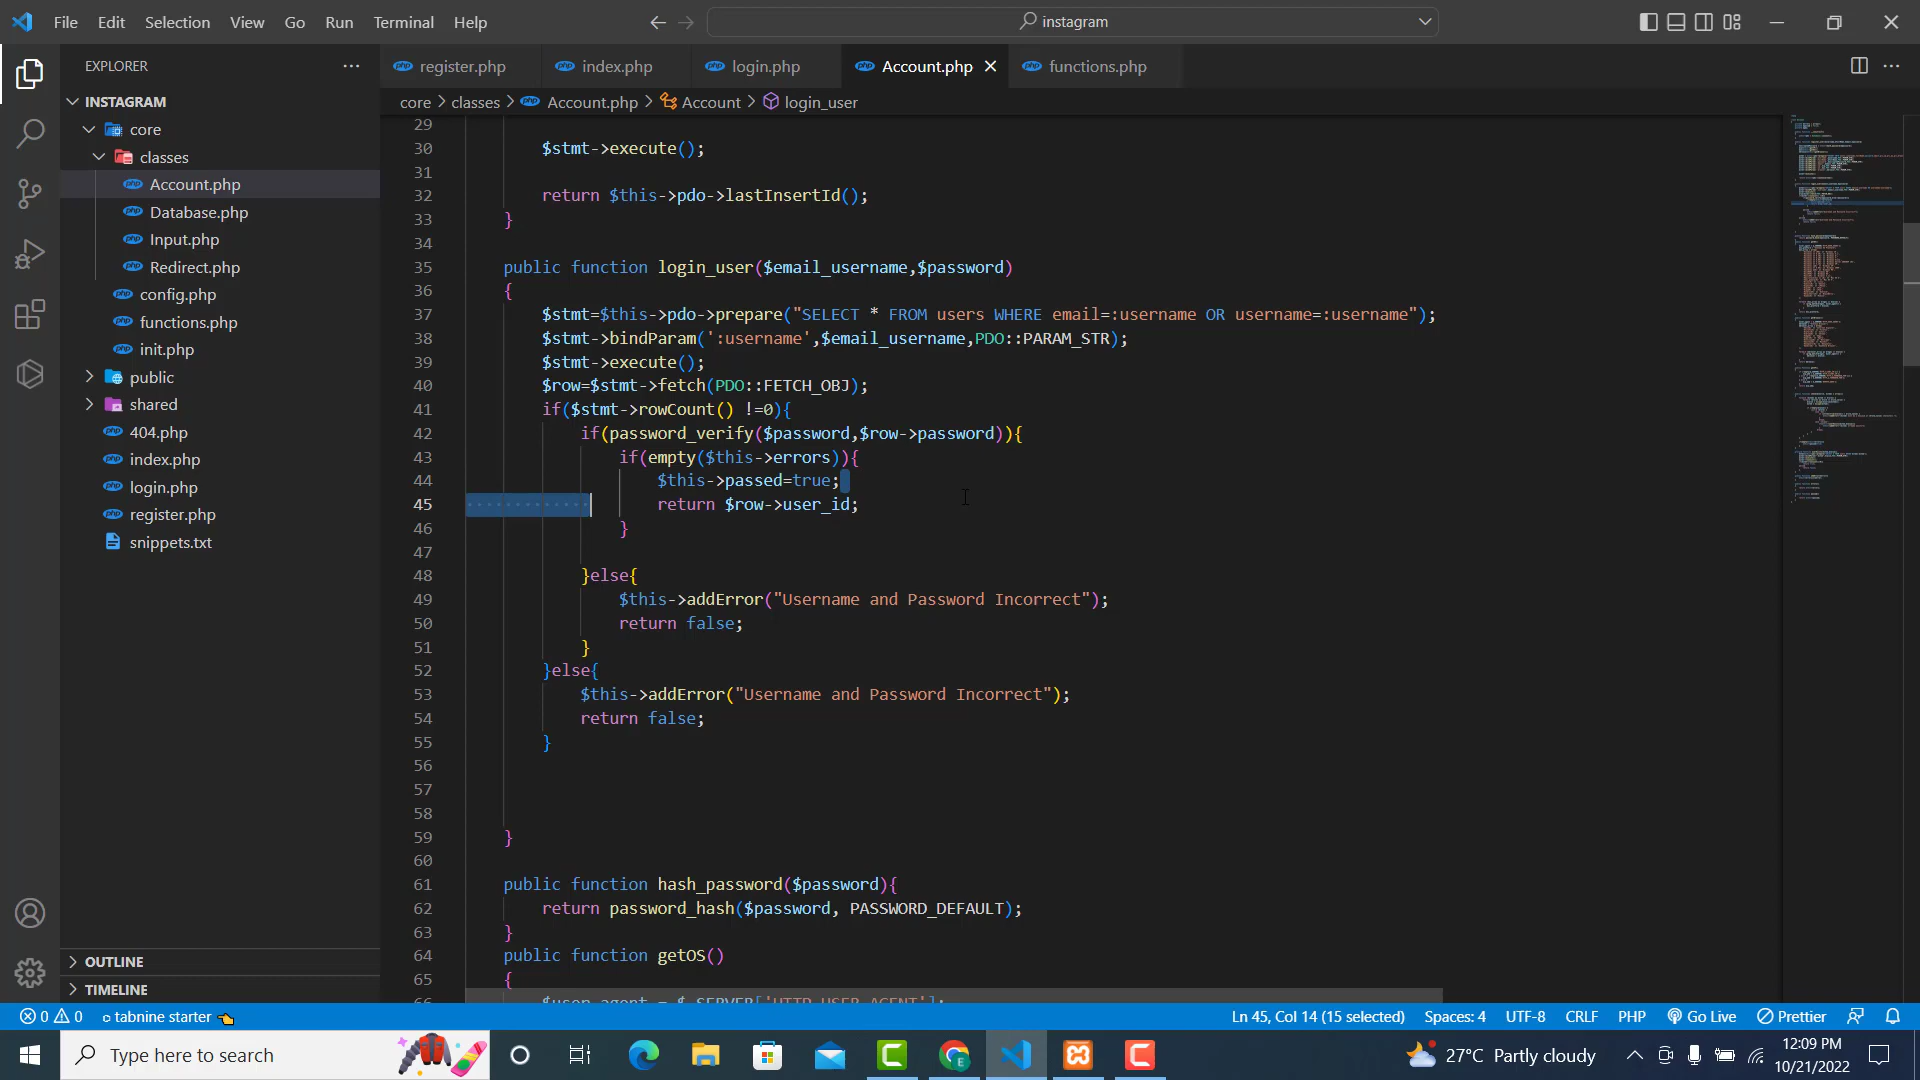 File Edit Selection View Go Run Terminal Help
instagram
EXPLORER
INSTAGRAM
core
classes
Account.php
Database.php
Input.php
Redirect.php
config.php
functions.php
init.php
public
shared
404.php
index.php
login.php
register.php
snippets.txt
OUTLINE
TIMELINE
php register.php php index.php php login.php php Account.php php functions.php
core > classes > php Account.php > Account > login_user
29
30 $stmt->execute();
31
32 return $this->pdo->lastInsertId();
33 }
34
35 public function login_user($email_username,$password)
36 {
37 $stmt=$this->pdo->prepare("SELECT * FROM users WHERE email=:username OR username=:username");
38 $stmt->bindParam(':username',$email_username,PDO::PARAM_STR);
39 $stmt->execute();
40 $row=$stmt->fetch(PDO::FETCH_OBJ);
41 if($stmt->rowCount() !=0){
42 if(password_verify($password,$row->password)){
43 if(empty($this->errors)){
44 $this->passed=true;
45 return $row->user_id;
46 }
47
48 }else{
49 $this->addError("Username and Password Incorrect");
50 return false;
51 }
52 }else{
53 $this->addError("Username and Password Incorrect");
54 return false;
55 }
56
57
58
59 }
60
61 public function hash_password($password){
62 return password_hash($password, PASSWORD_DEFAULT);
63 }
64 public function getOS()
65 {
66 $user_agent = $_SERVER['HTTP_USER_AGENT'];
0 0 tabnine starter Ln 45, Col 14 (15 selected) Spaces: 4 UTF-8 CRLF PHP Go Live Prettier
Type here to search
27°C Partly cloudy
12:09 PM
10/21/2022